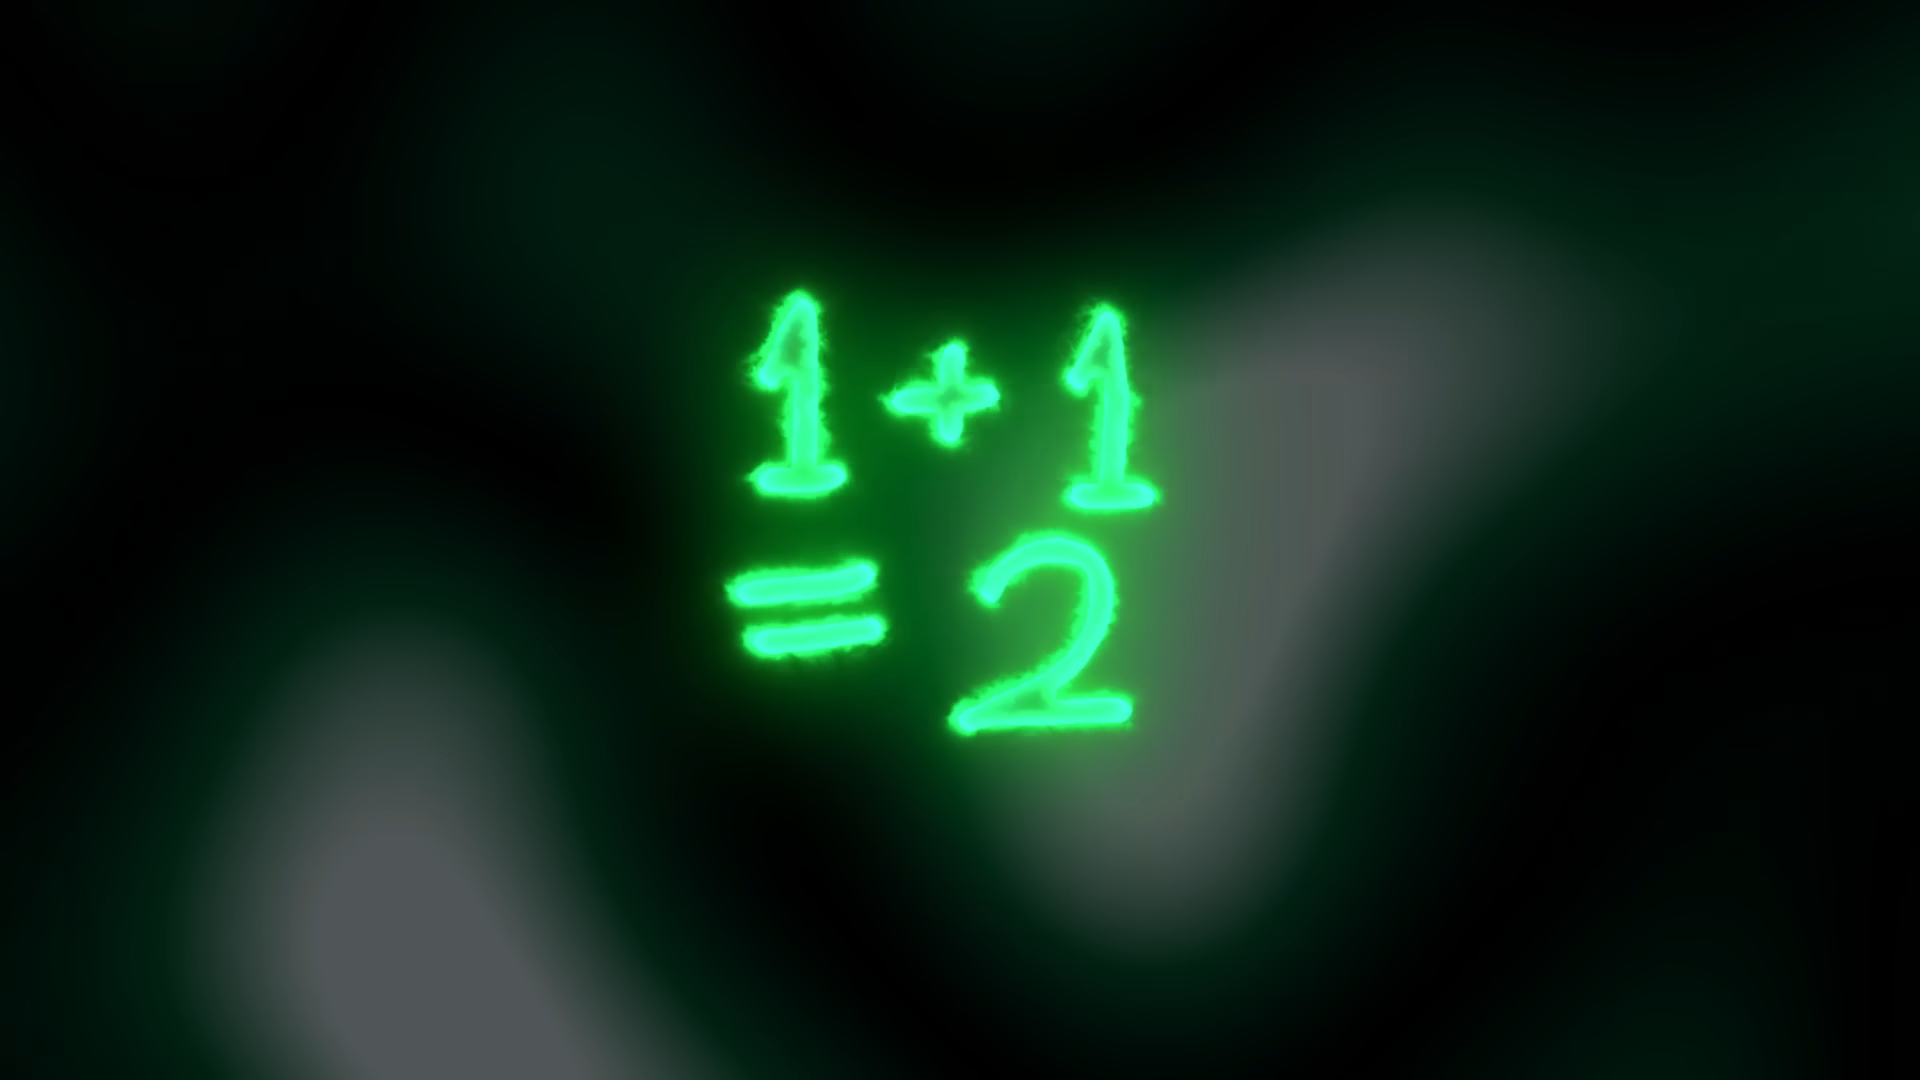 1 + 1
= 2